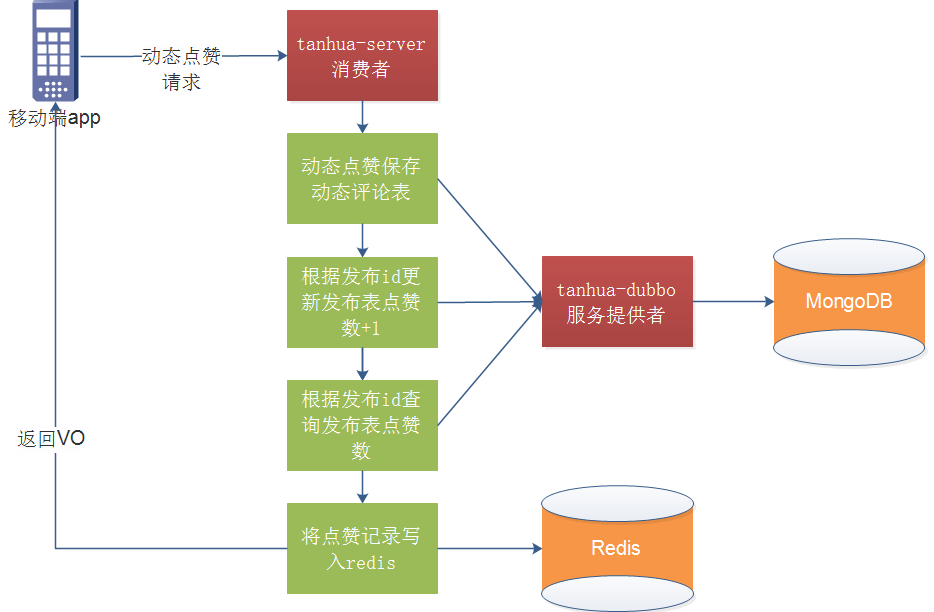 动态点赞
请求
移动端app
tanhua-server
消费者
动态点赞保存
动态评论表
根据发布id更
新发布表点赞
数+1
tanhua-dubbo
服务提供者
MongoDB
根据发布id查
询发布表点赞
数
返回VO
将点赞记录写
入redis
Redis